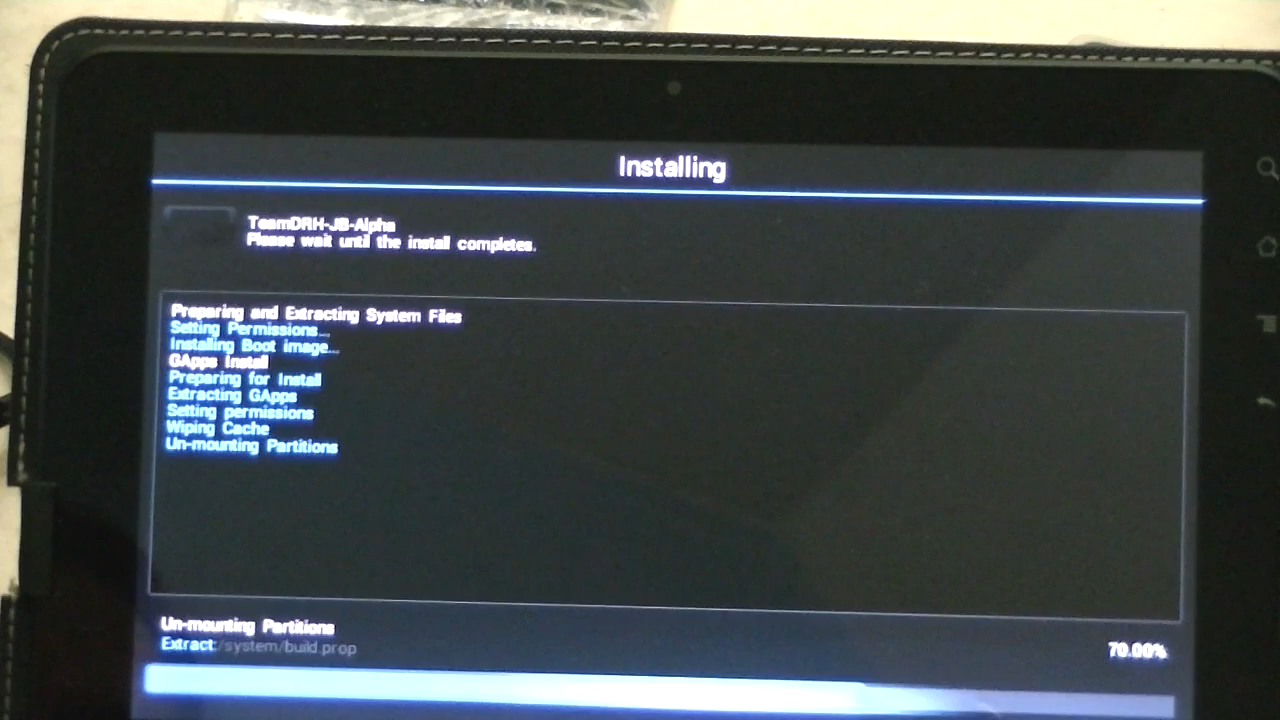 Installing
TeamDRH-JB-Alpha
Please wait until the install completes.
Preparing and Extracting System Files
Setting Permissions...
Installing Boot image...
GApps Install
Preparing for Install
Extracting GApps
Setting permissions
Wiping Cache
Un-mounting Partitions
Un-mounting Partitions
Extract:/system/build.prop
70.00%